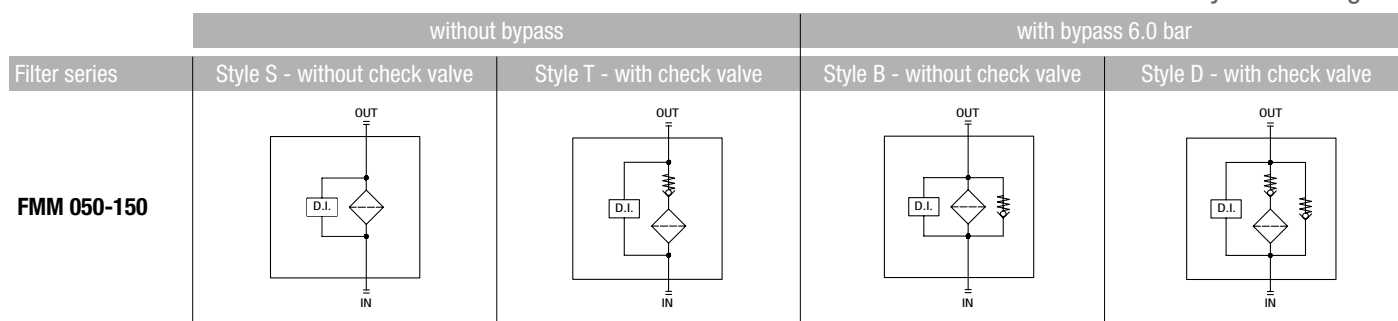 without bypass with bypass 6.0 bar
Filter series Style S - without check valve Style T - with check valve Style B - without check valve Style D - with check valve
OUT OUT OUT OUT
FMM 050-150 D.I. D.I. D.I. D.I.
IN IN IN IN